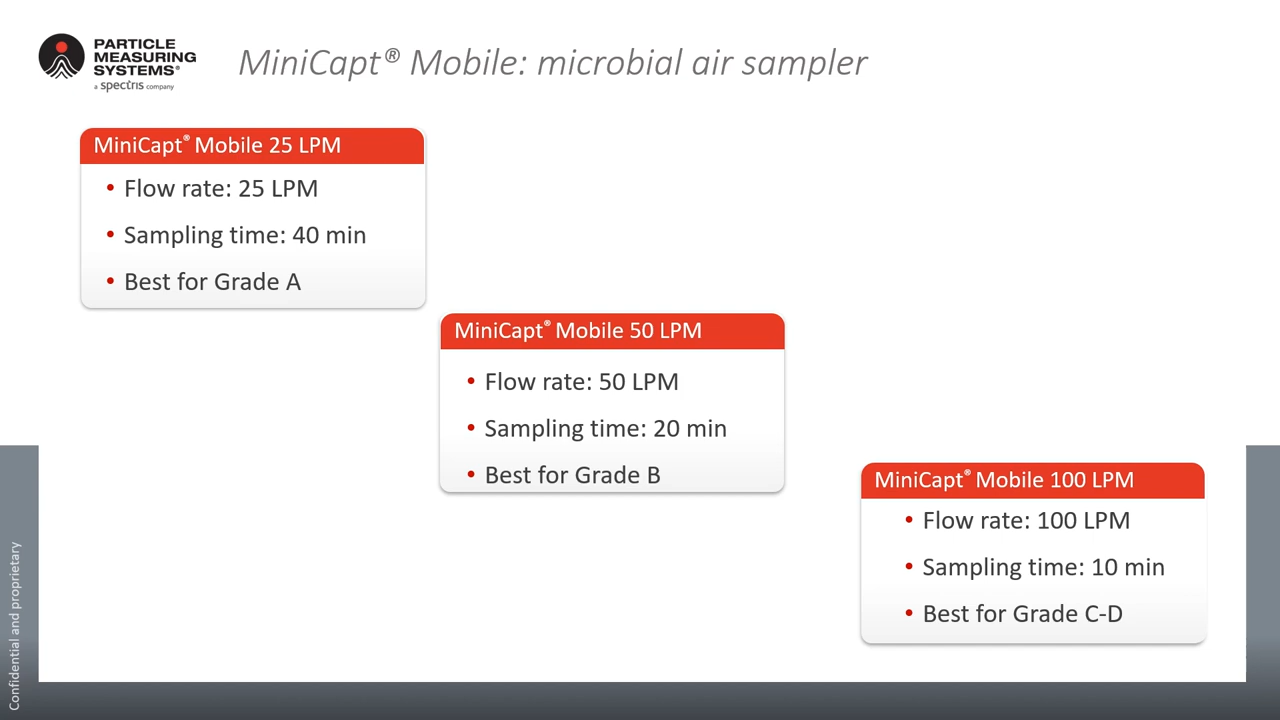 PARTICLE
MEASURING
SYSTEMS®
a spectris company
MiniCapt® Mobile: microbial air sampler
MiniCapt® Mobile 25 LPM
• Flow rate: 25 LPM
• Sampling time: 40 min
• Best for Grade A
MiniCapt® Mobile 50 LPM
• Flow rate: 50 LPM
• Sampling time: 20 min
• Best for Grade B
MiniCapt® Mobile 100 LPM
• Flow rate: 100 LPM
• Sampling time: 10 min
• Best for Grade C-D
Confidential and proprietary